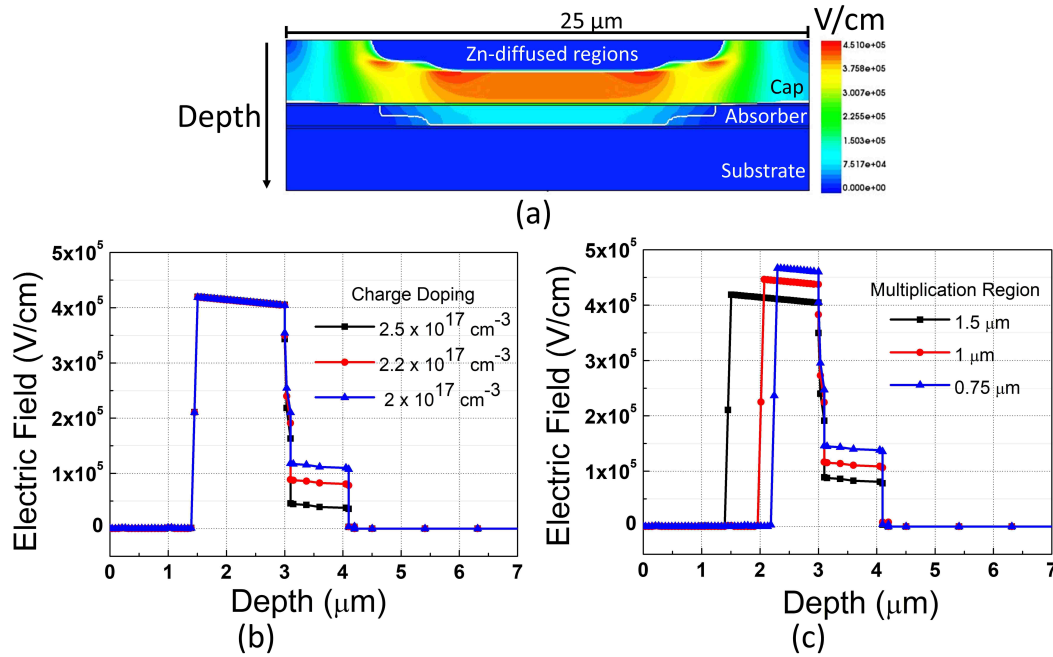 25 μm
V/cm
Zn-diffused regions
Cap
Absorber
Substrate
Depth
4.510e+05
3.757e+05
3.007e+05
2.255e+05
1.503e+05
7.517e+04
0.000e+00
(a)
Electric Field (V/cm)
5x10^5
4x10^5
3x10^5
2x10^5
1x10^5
0
Charge Doping
2.5 x 10^17 cm^-3
2.2 x 10^17 cm^-3
2 x 10^17 cm^-3
0 1 2 3 4 5 6 7
Depth (μm)
(b)
Electric Field (V/cm)
5x10^5
4x10^5
3x10^5
2x10^5
1x10^5
0
Multiplication Region
1.5 μm
1 μm
0.75 μm
0 1 2 3 4 5 6 7
Depth (μm)
(c)